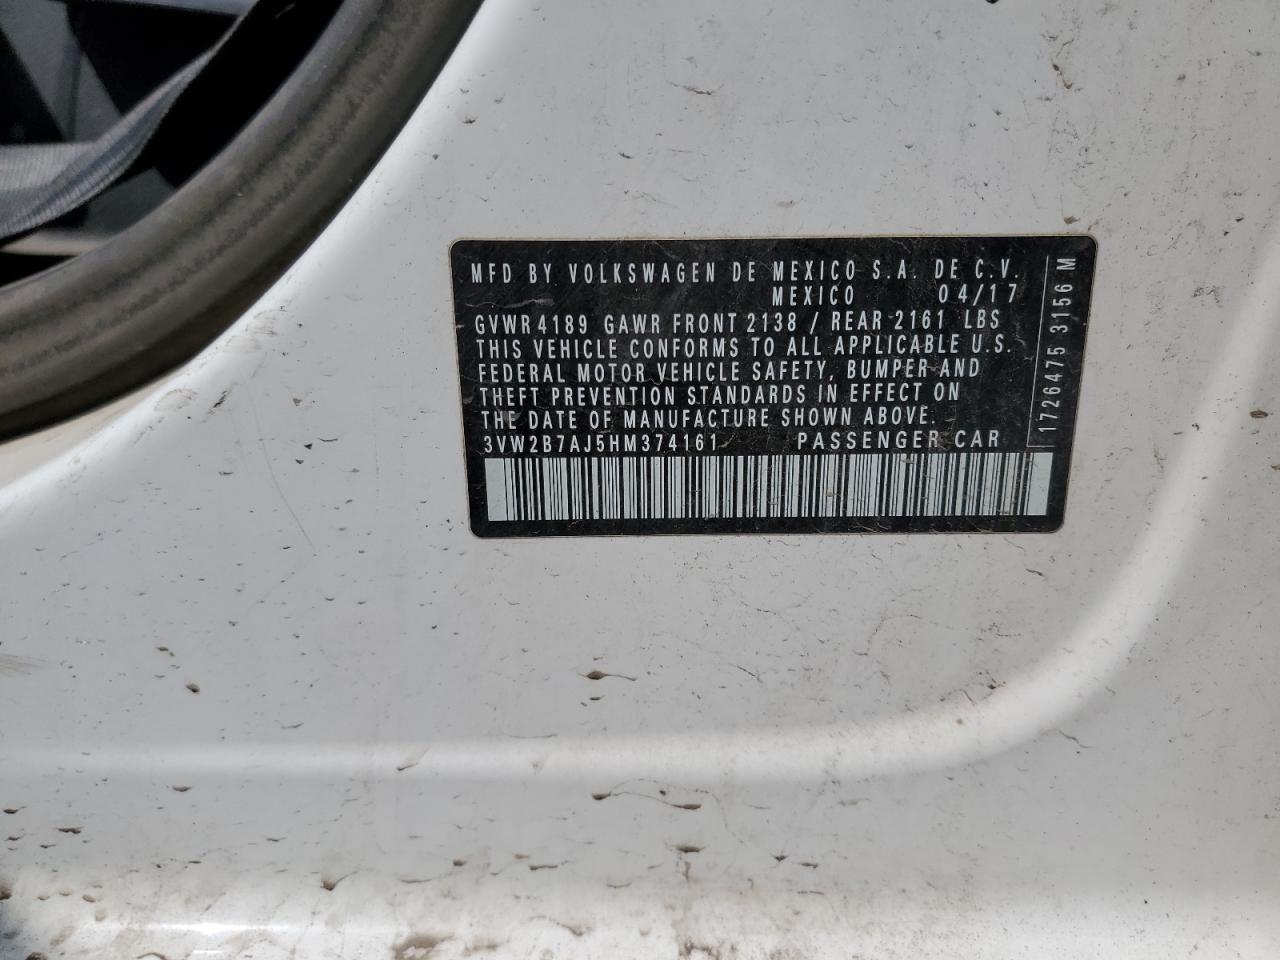 MFD BY VOLKSWAGEN DE MEXICO S.A. DE C.V.
MEXICO 04/17
GVWR 4189 GAWR FRONT 2138 / REAR 2161 LBS
THIS VEHICLE CONFORMS TO ALL APPLICABLE U.S.
FEDERAL MOTOR VEHICLE SAFETY, BUMPER AND
THEFT PREVENTION STANDARDS IN EFFECT ON
THE DATE OF MANUFACTURE SHOWN ABOVE.
3VW2B7AJ5HM374161 PASSENGER CAR
1726475 3156 M